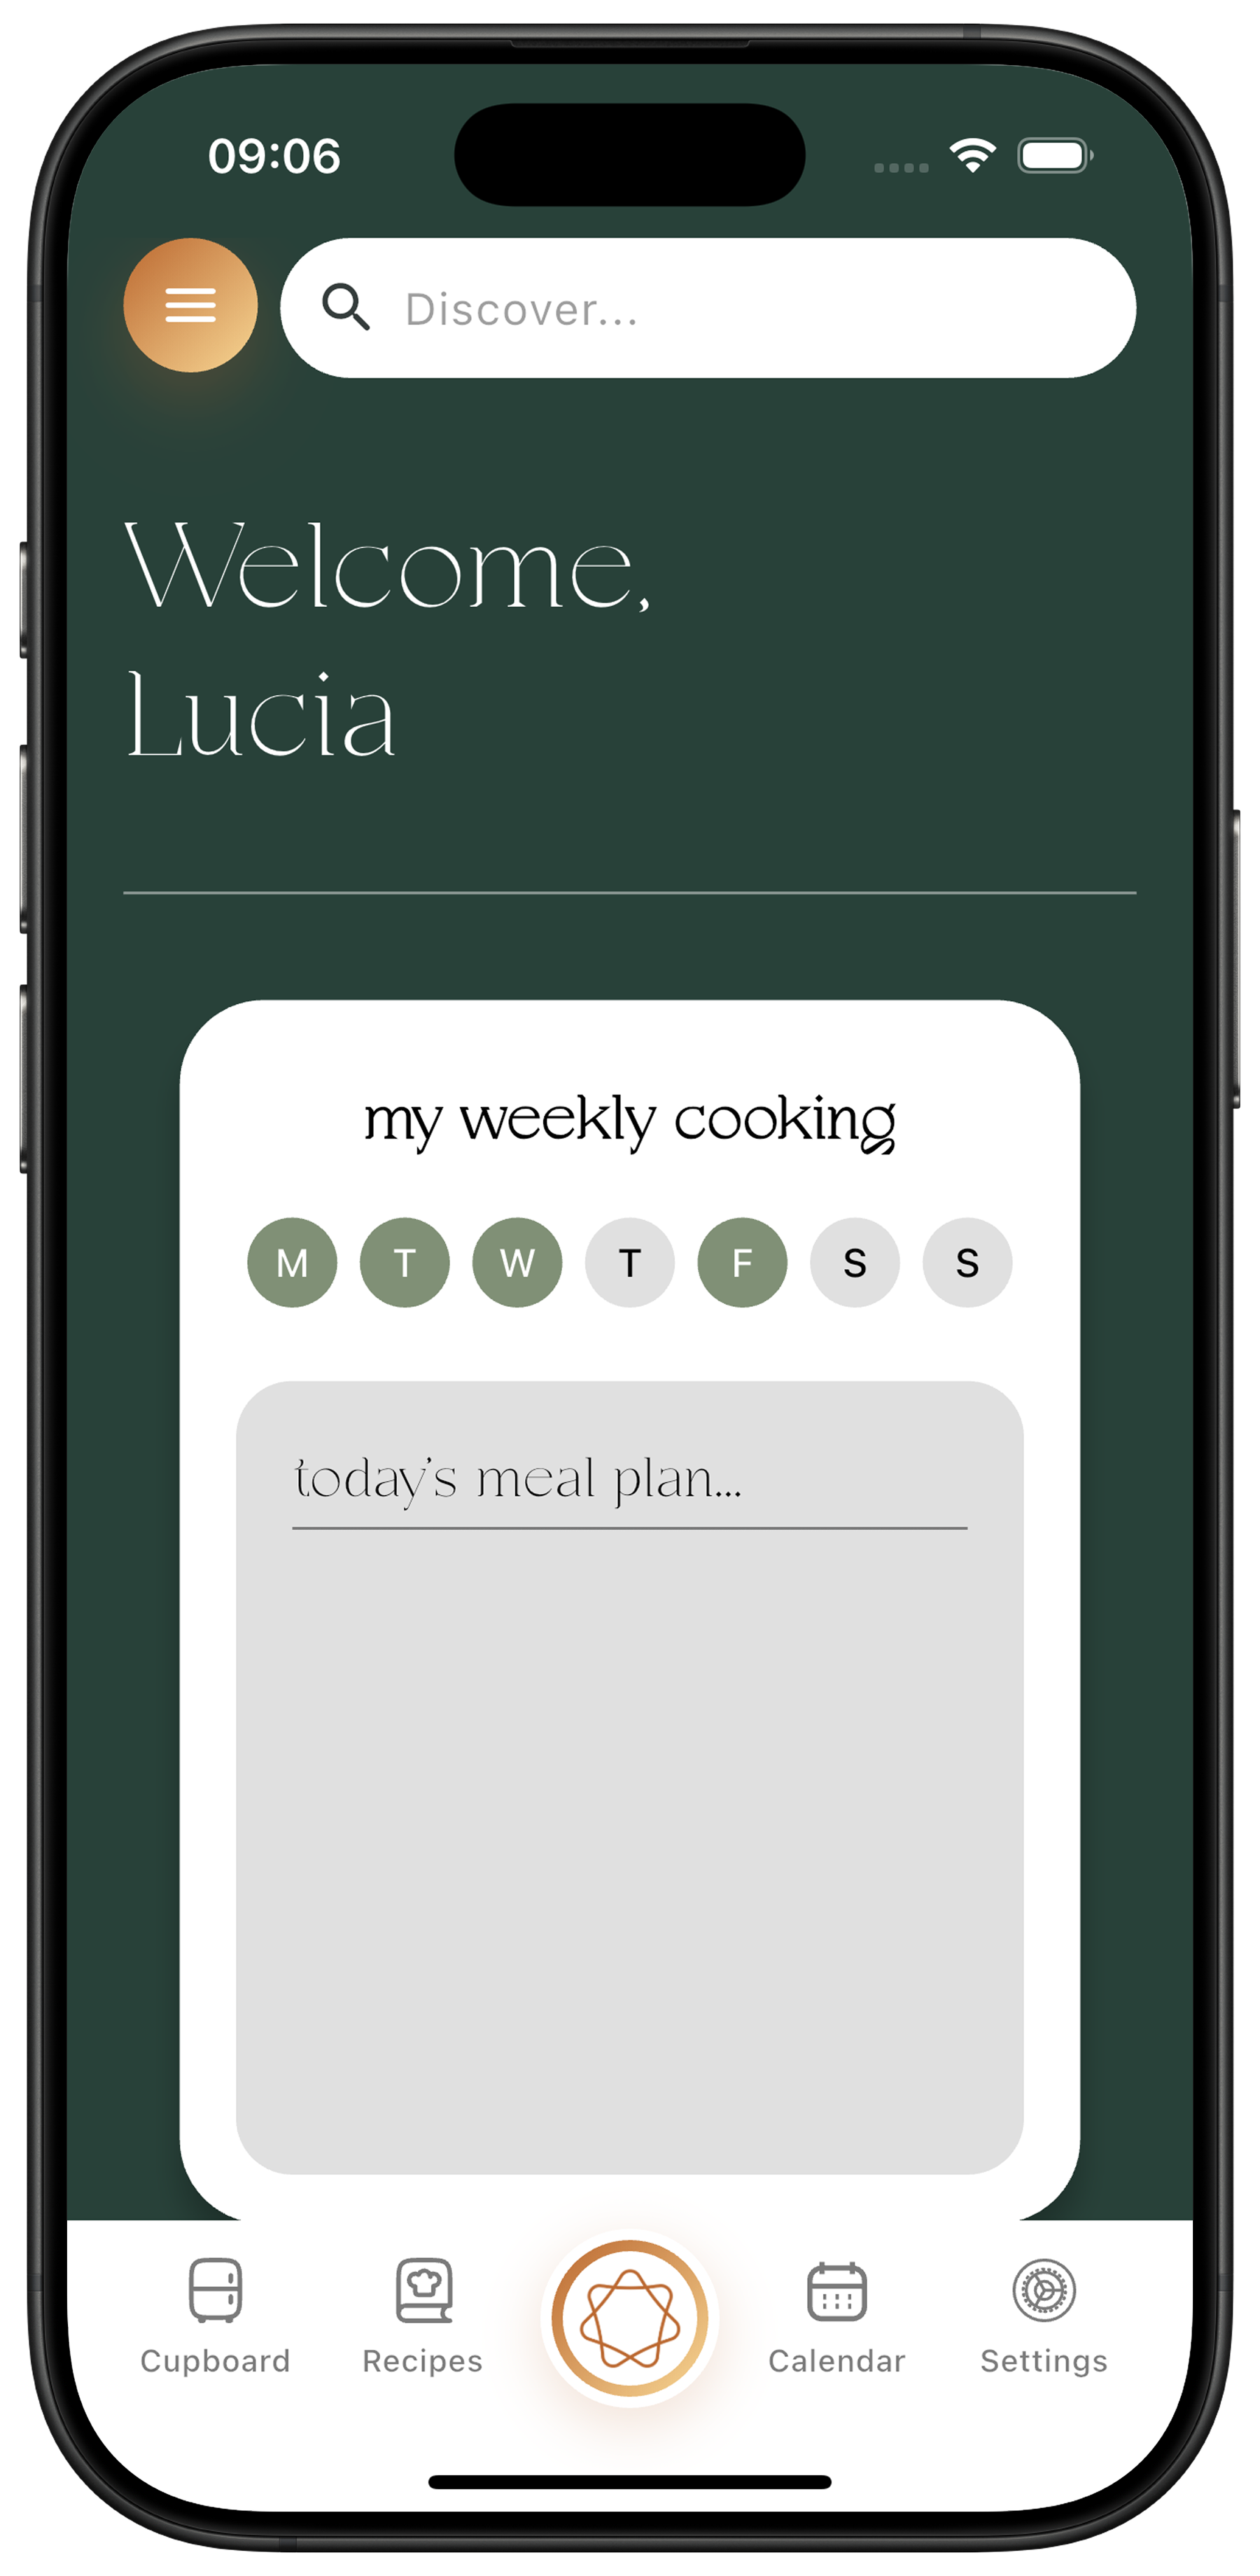 09:06
Discover...
Welcome,
Lucia
my weekly cooking
M T W T F S S
today's meal plan...
Cupboard Recipes Calendar Settings